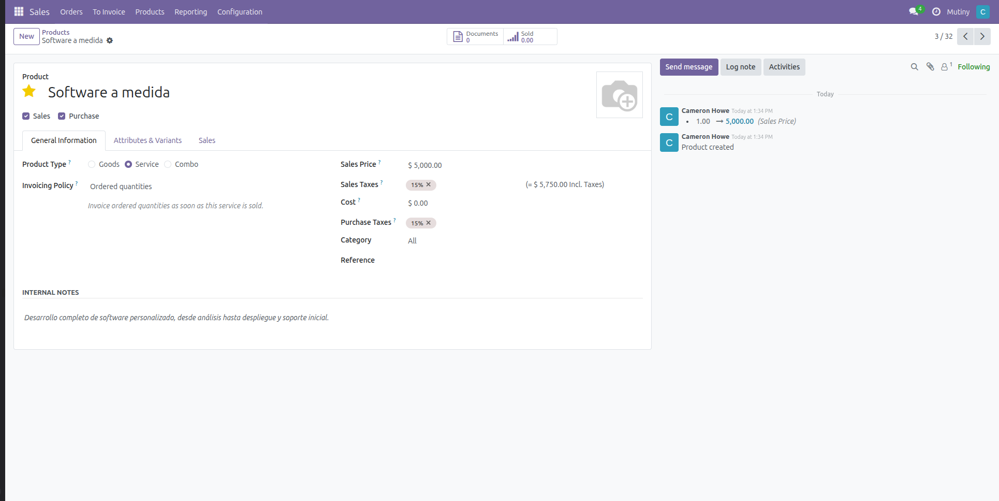 Sales Orders To Invoice Products Reporting Configuration 4 Mutiny C
New Products
Software a medida
Documents 0
Sold 0.00
3 / 32
Product
Software a medida
Sales Purchase
General Information Attributes & Variants Sales
Product Type ? Goods Service Combo
Invoicing Policy ? Ordered quantities
Invoice ordered quantities as soon as this service is sold.
Sales Price ? $ 5,000.00
Sales Taxes ? 15% (= $ 5,750.00 Incl. Taxes)
Cost ? $ 0.00
Purchase Taxes ? 15%
Category All
Reference
INTERNAL NOTES
Desarrollo completo de software personalizado, desde análisis hasta despliegue y soporte inicial.
Send message Log note Activities 1 Following
Today
C Cameron Howe Today at 1:34 PM
• 1.00 → 5,000.00 (Sales Price)
C Cameron Howe Today at 1:34 PM
Product created